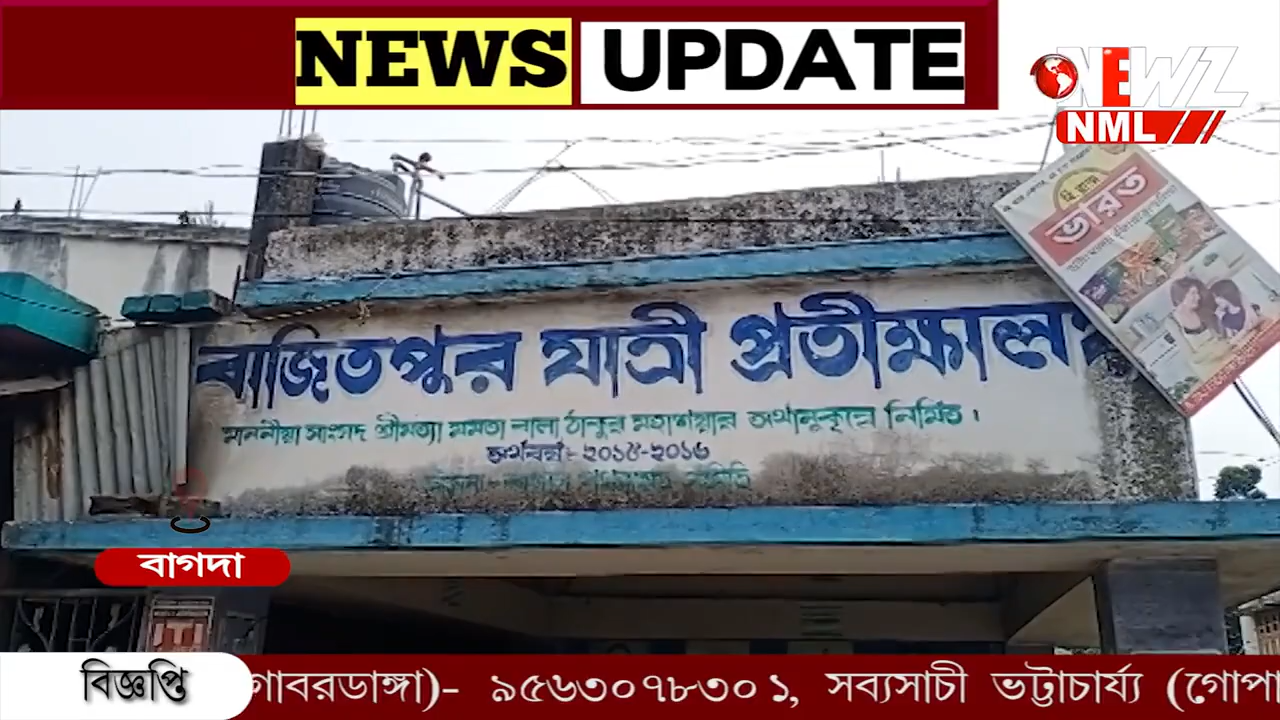 NEWS UPDATE
NEWZ
NML
ভারত
বাজিতপুর যাত্রী প্রতীক্ষালয়
মাননীয়া সাংসদ শ্রীমত্যা মমতা বালা ঠাকুর মহাশয়ার অর্থানুকূল্যে নির্মিত।
অর্থবর্ষ :- ২০১৫-২০১৬
সমিতি
বাগদা
বিজ্ঞপ্তি
গোবরডাঙ্গা)- ৯৫৬৩০৭৮৩০১, সব্যসাচী ভট্টাচার্য্য (গোপা